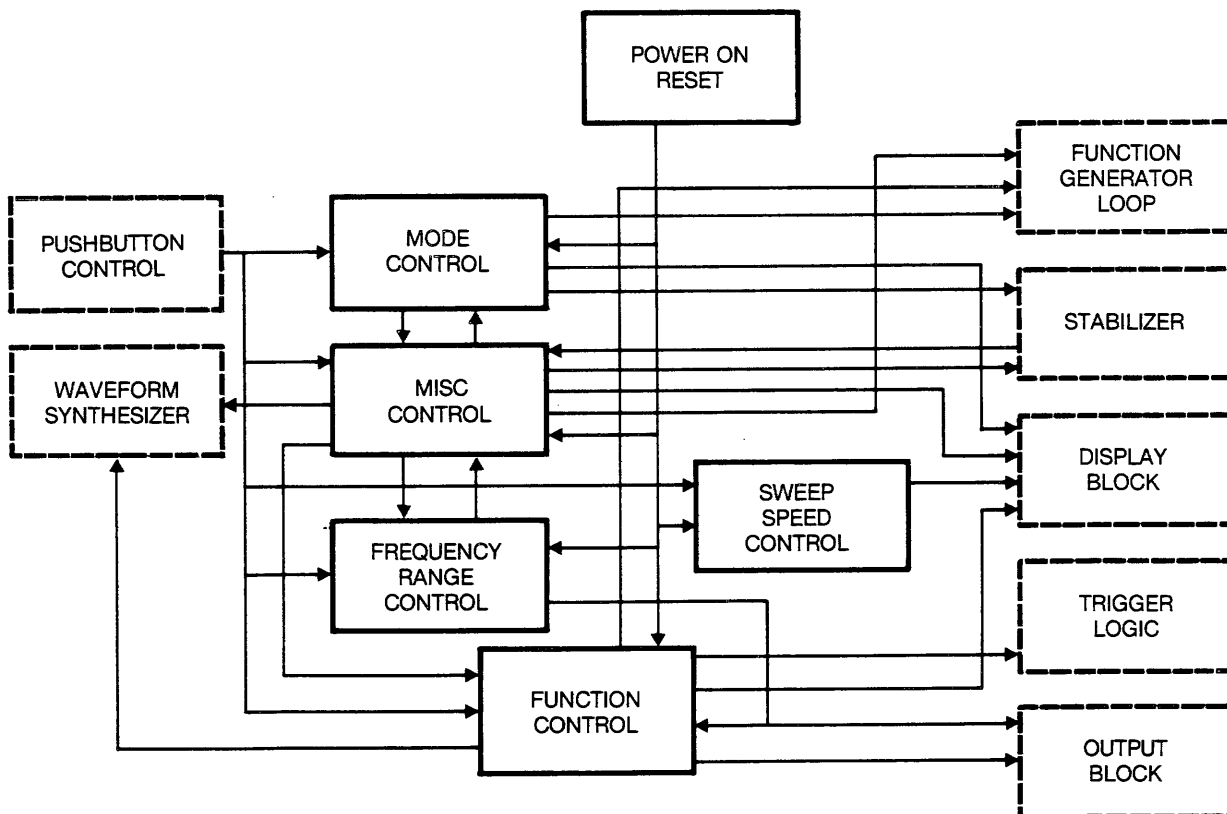 POWER ON
RESET
FUNCTION
GENERATOR
LOOP
PUSHBUTTON
CONTROL
MODE
CONTROL
STABILIZER
WAVEFORM
SYNTHESIZER
MISC
CONTROL
DISPLAY
BLOCK
SWEEP
SPEED
CONTROL
FREQUENCY
RANGE
CONTROL
TRIGGER
LOGIC
FUNCTION
CONTROL
OUTPUT
BLOCK